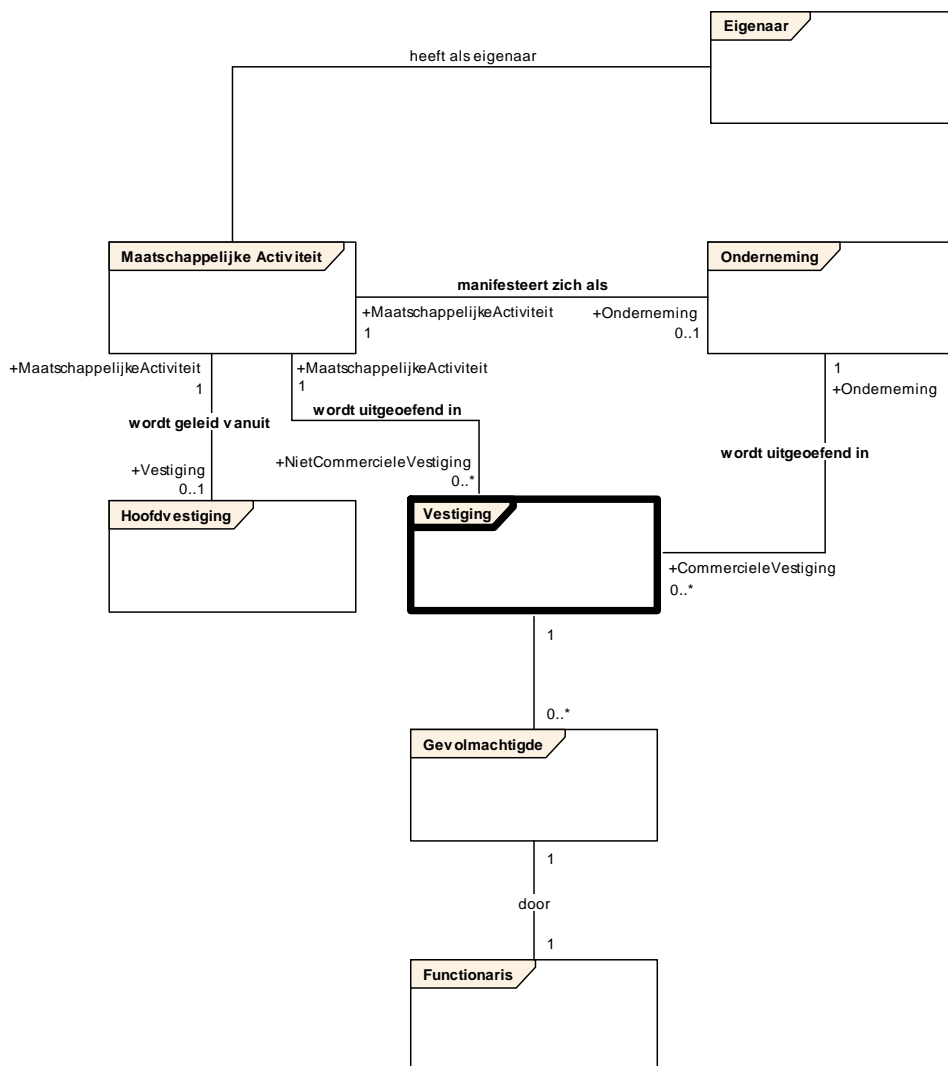 Eigenaar
heeft als eigenaar
Maatschappelijke Activiteit
Onderneming
manifesteert zich als
+MaatschappelijkeActiviteit
1
+Onderneming
0..1
+MaatschappelijkeActiviteit
1
+MaatschappelijkeActiviteit
1
1
+Onderneming
wordt geleid vanuit
wordt uitgeoefend in
wordt uitgeoefend in
+Vestiging
0..1
+NietCommercieleVestiging
0..*
Hoofdvestiging
Vestiging
+CommercieleVestiging
0..*
1
0..*
Gevolmachtigde
1
door
1
Functionaris